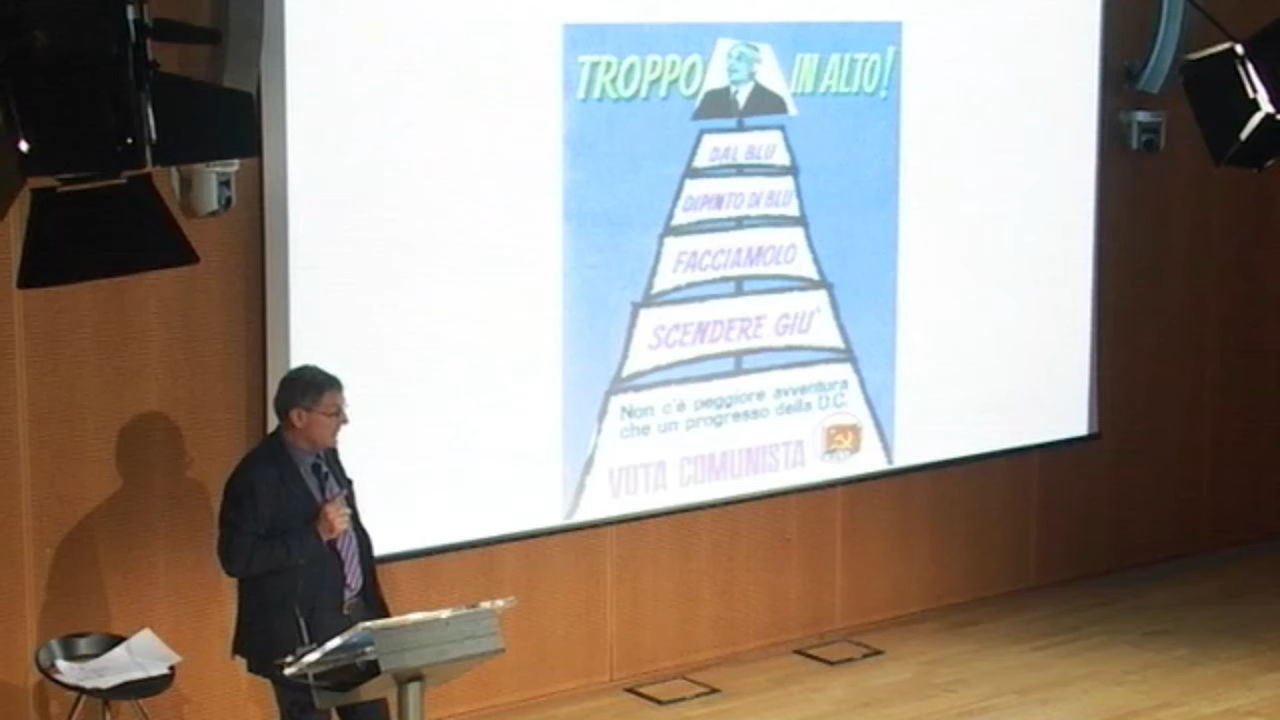 TROPPO IN ALTO!
DAL BLU
DIPINTO DI BLU
FACCIAMOLO
SCENDERE GIU'
Non c'è peggiore avventura
che un progresso della D.C.
VOTA COMUNISTA